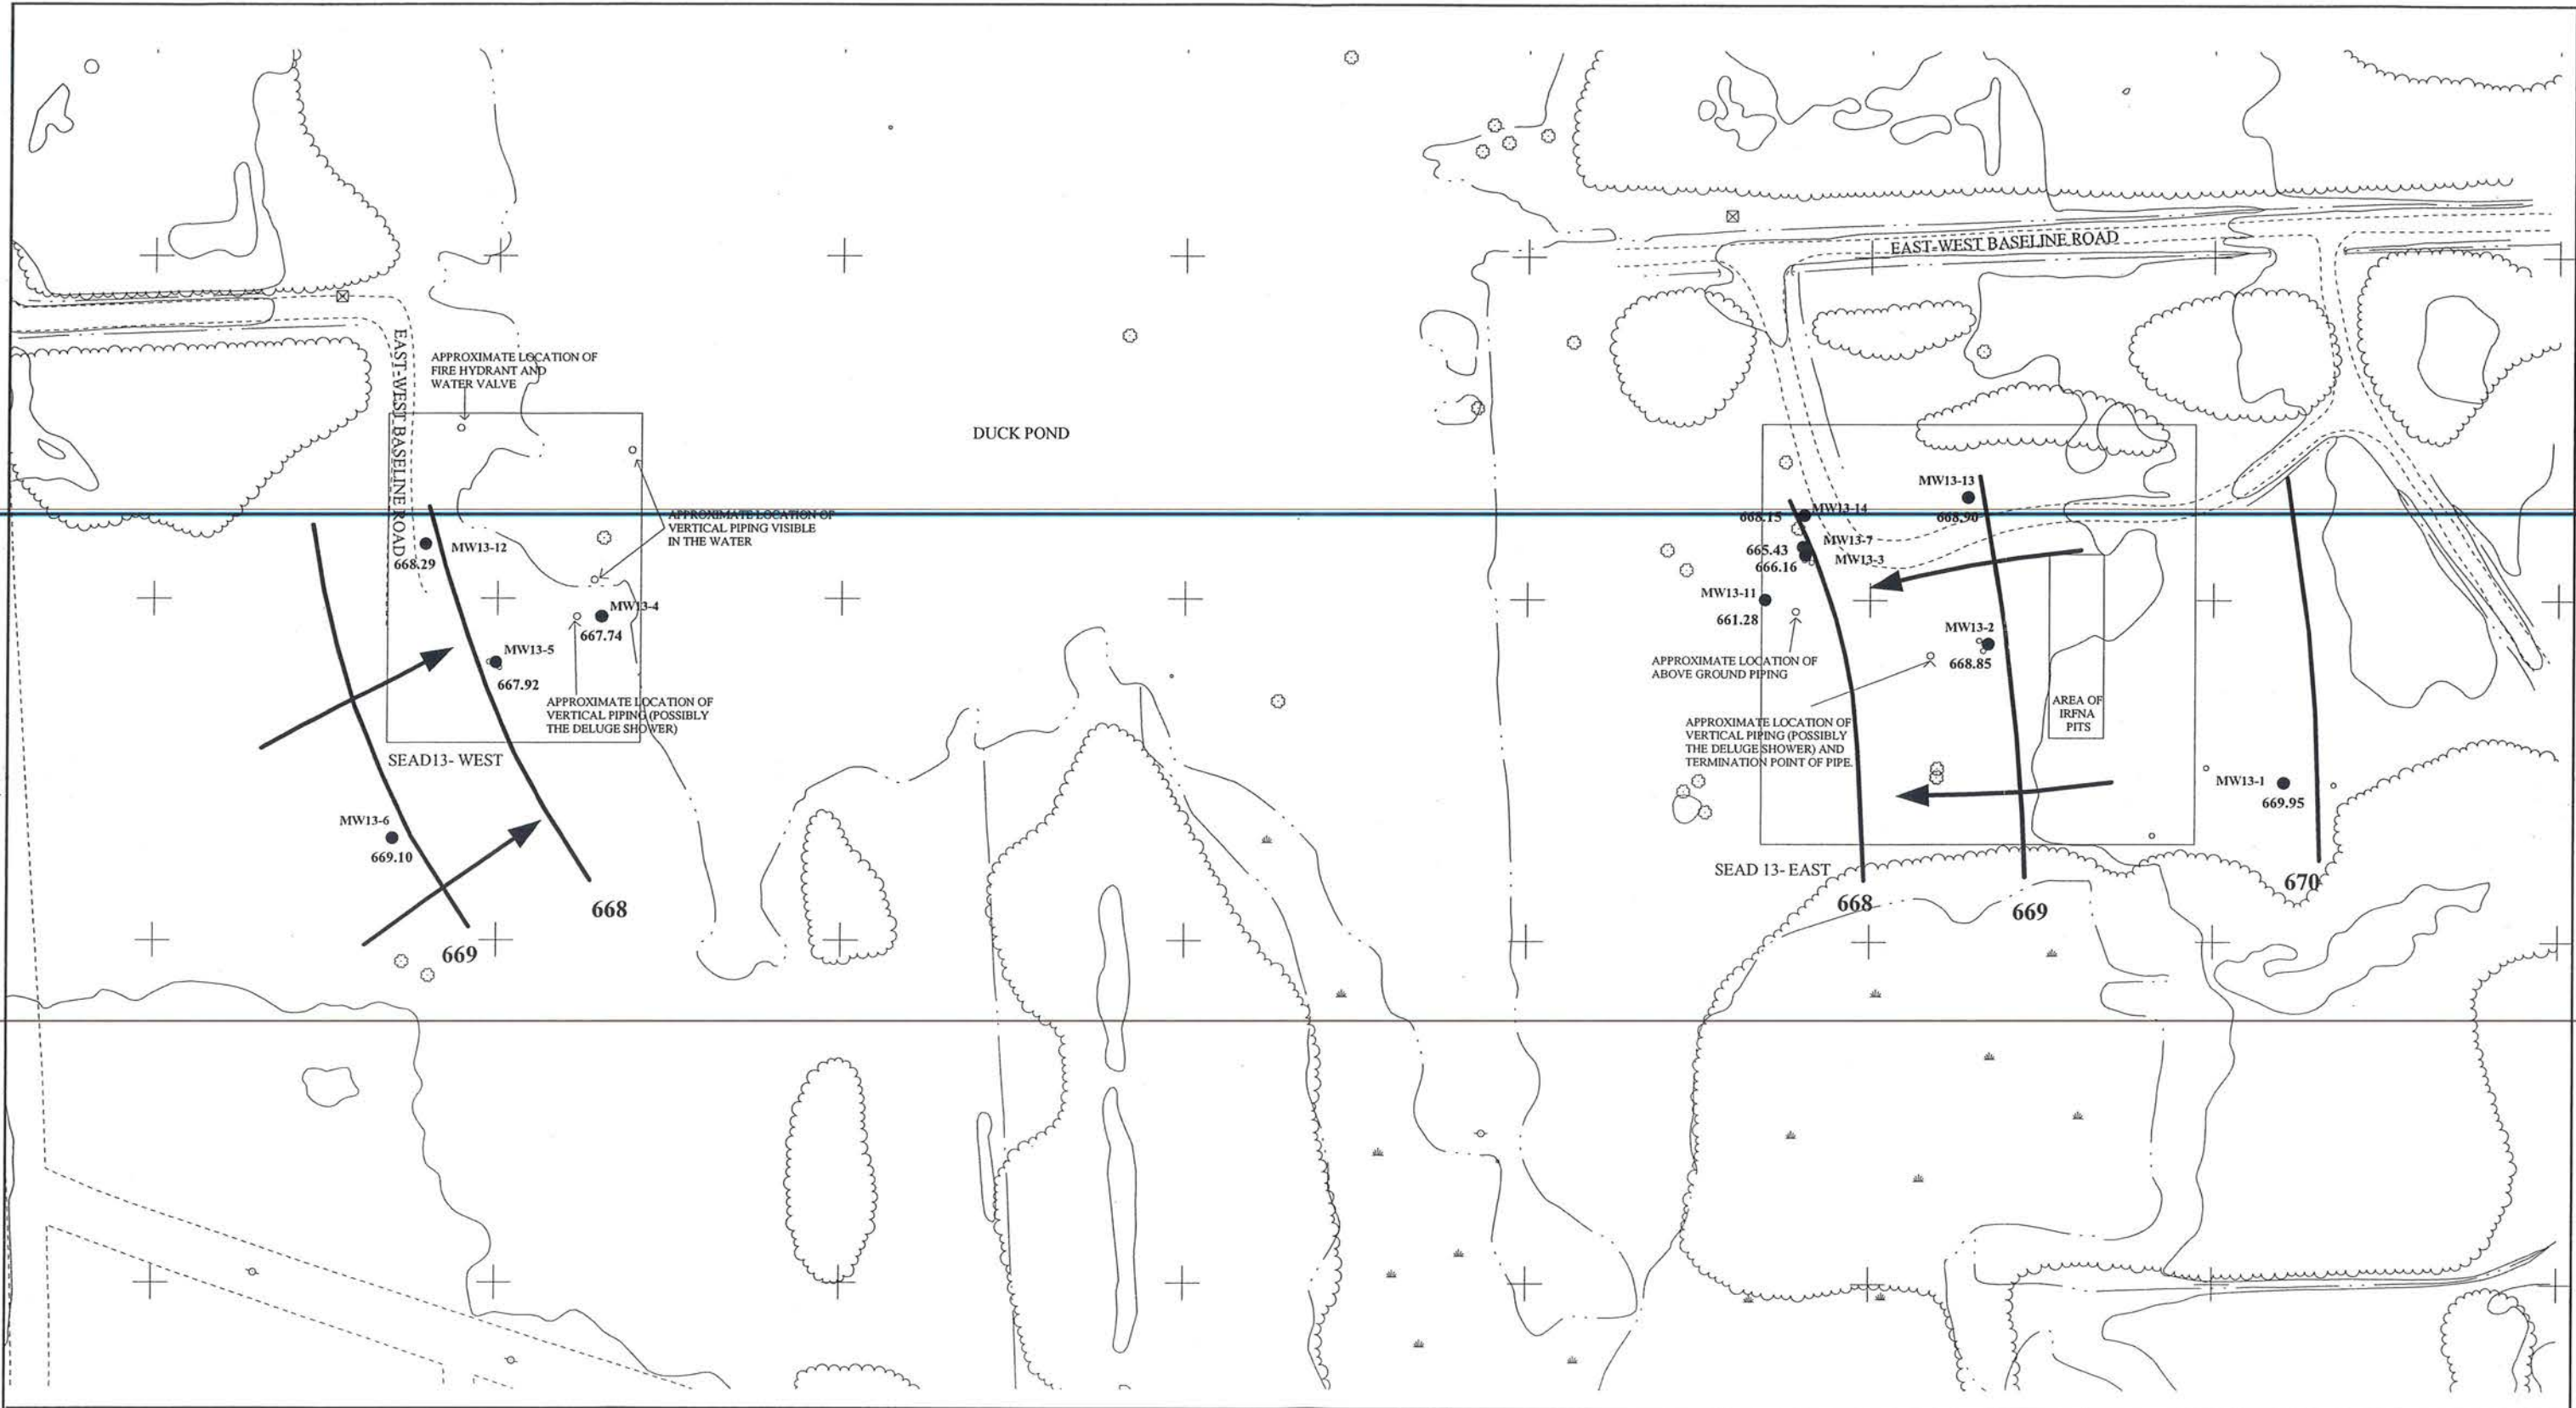 EAST-WEST BASELINE ROAD
EAST-WEST BASELINE ROAD
APPROXIMATE LOCATION OF
FIRE HYDRANT AND
WATER VALVE
DUCK POND
APPROXIMATE LOCATION OF
VERTICAL PIPING VISIBLE
IN THE WATER
MW13-12
668.29
MW13-4
667.74
MW13-5
667.92
APPROXIMATE LOCATION OF
VERTICAL PIPING (POSSIBLY
THE DELUGE SHOWER)
SEAD13- WEST
MW13-6
669.10
668
669
MW13-13
668.90
MW13-14
668.15
MW13-7
665.43
MW13-3
666.16
MW13-11
661.28
MW13-2
668.85
APPROXIMATE LOCATION OF
ABOVE GROUND PIPING
AREA OF
IRFNA
PITS
APPROXIMATE LOCATION OF
VERTICAL PIPING (POSSIBLY
THE DELUGE SHOWER) AND
TERMINATION POINT OF PIPE.
MW13-1
669.95
SEAD 13- EAST
668
669
670